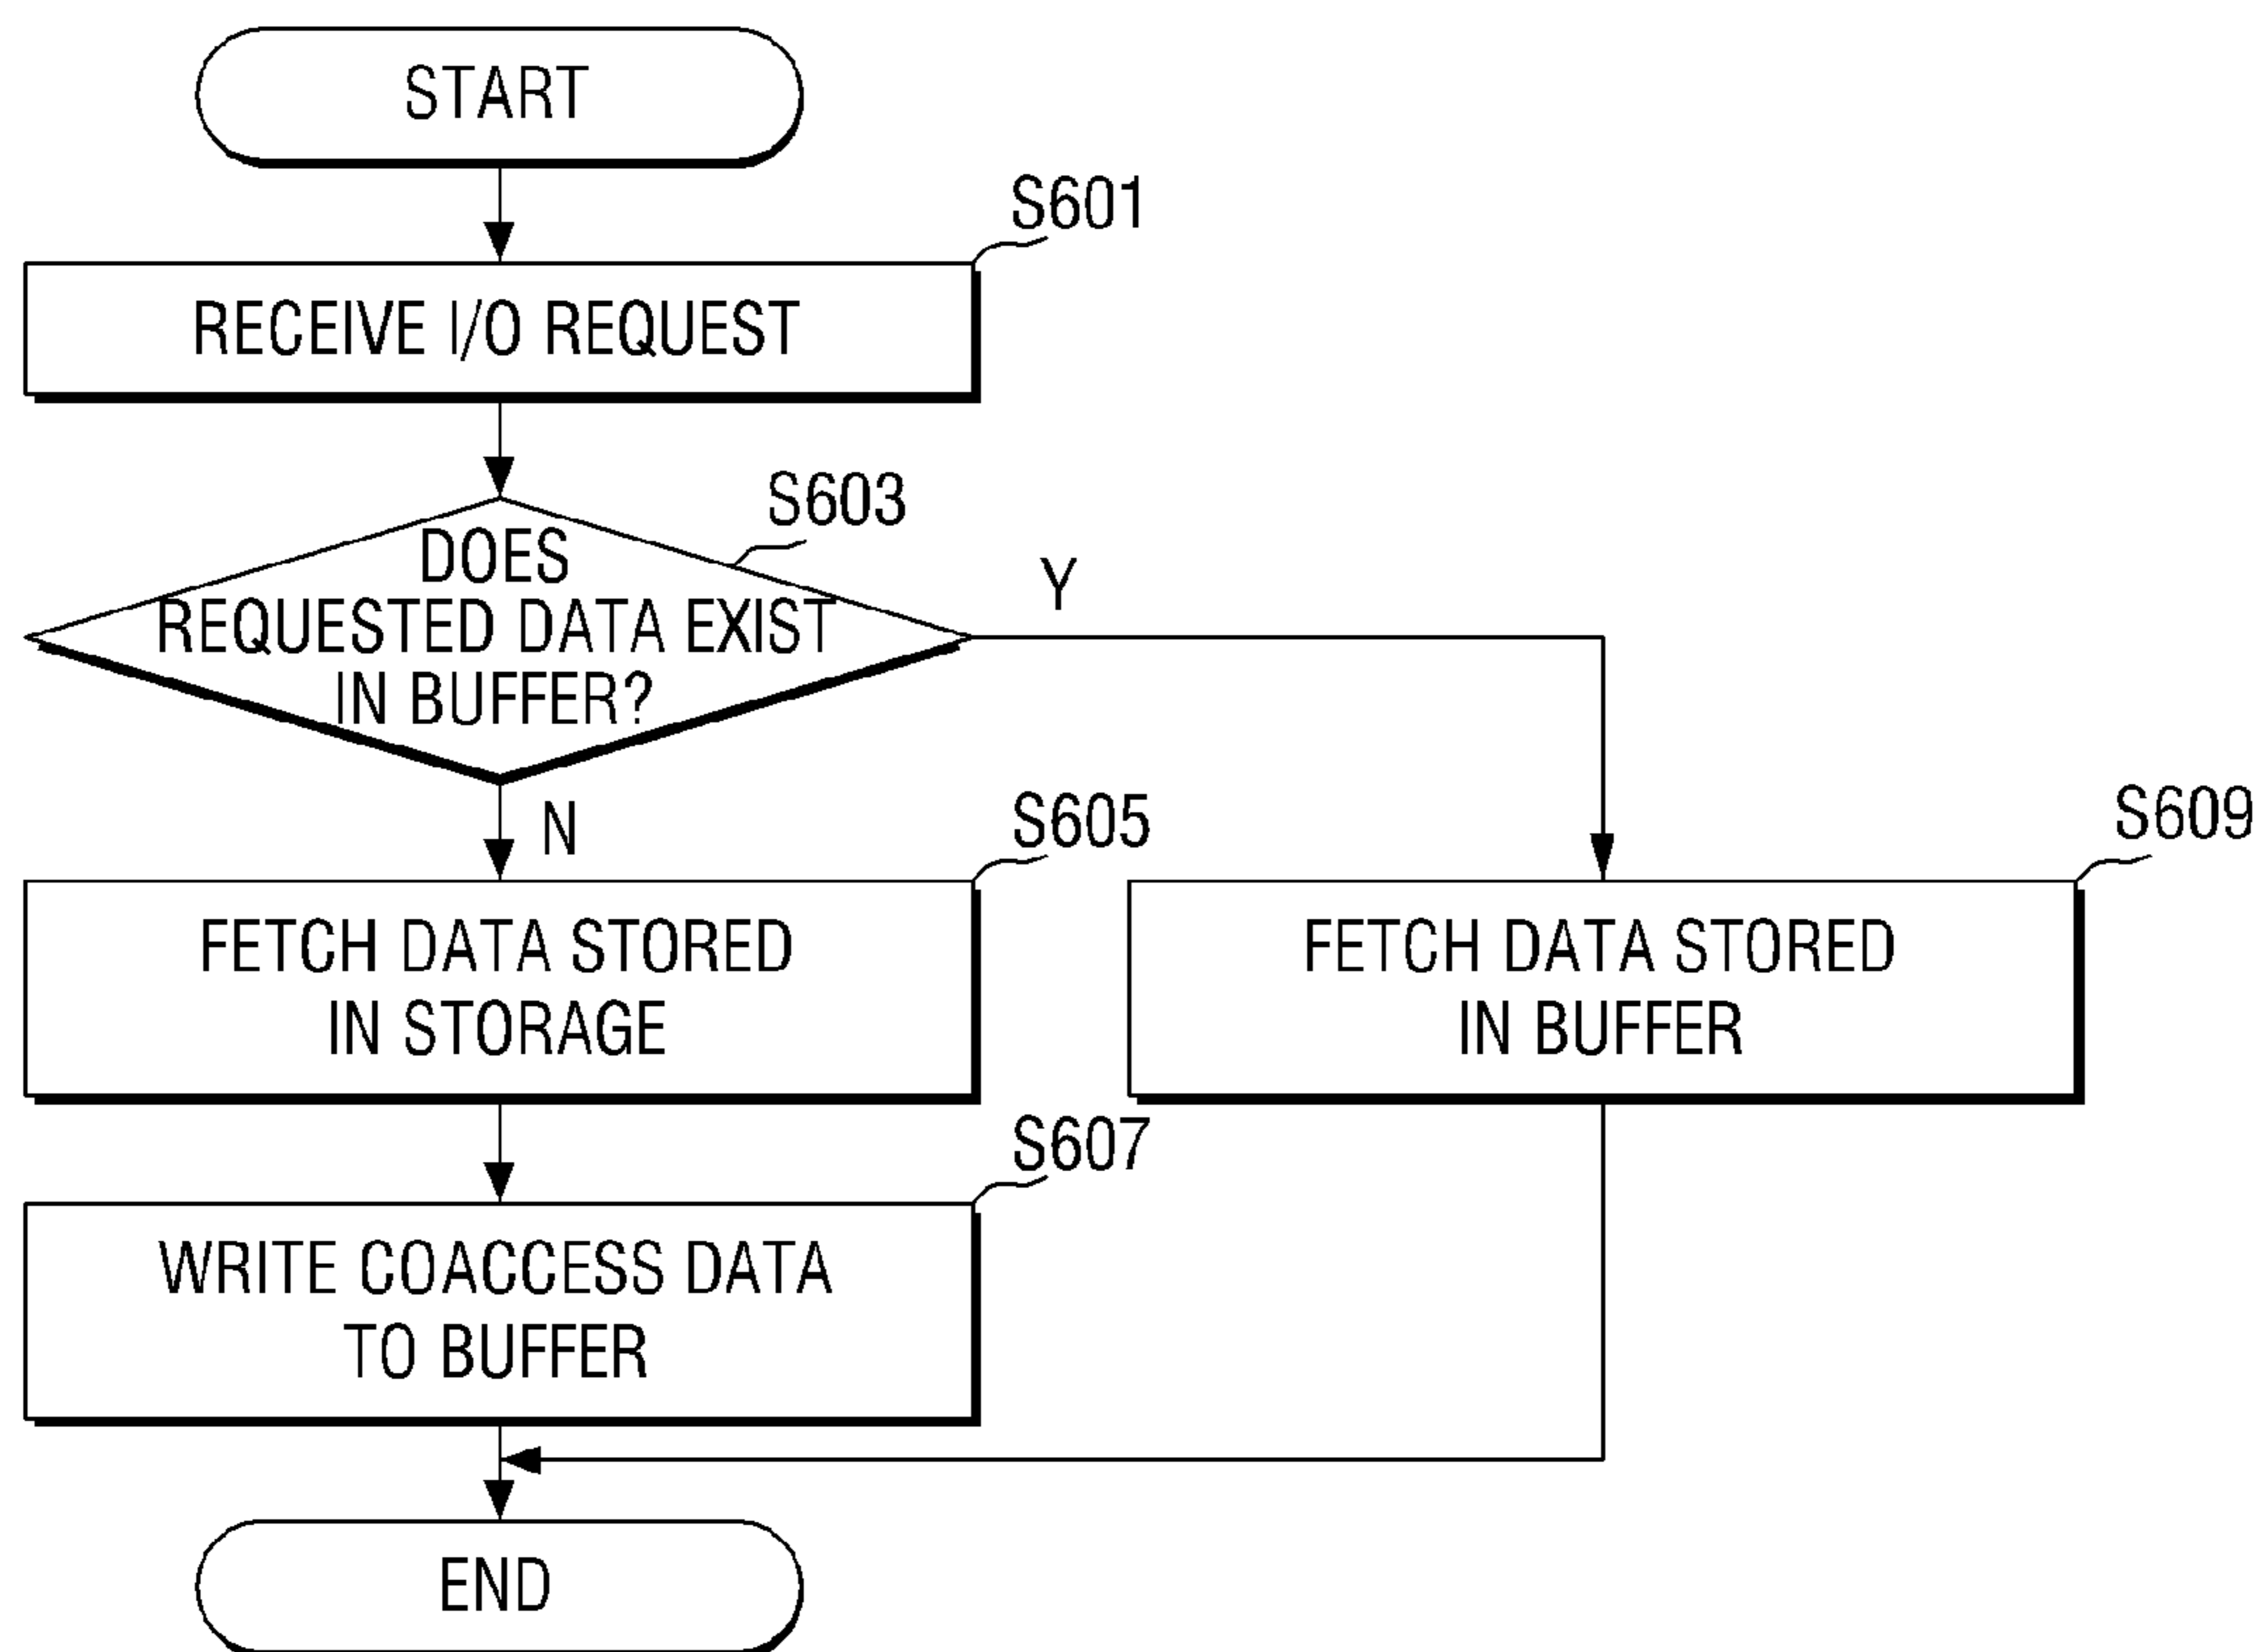 START
S601
RECEIVE I/O REQUEST
S603
DOES
REQUESTED DATA EXIST
IN BUFFER?
Y
N
S605
FETCH DATA STORED
IN STORAGE
S609
FETCH DATA STORED
IN BUFFER
S607
WRITE COACCESS DATA
TO BUFFER
END